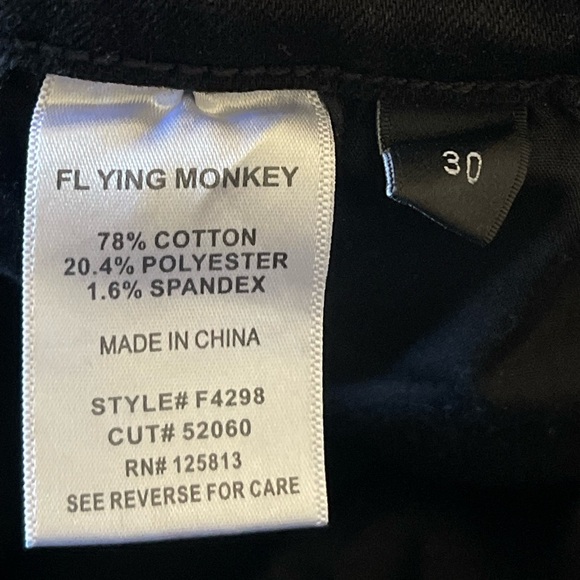 FL YING MONKEY
78% COTTON
20.4% POLYESTER
1.6% SPANDEX
MADE IN CHINA
STYLE# F4298
CUT# 52060
RN# 125813
SEE REVERSE FOR CARE
30